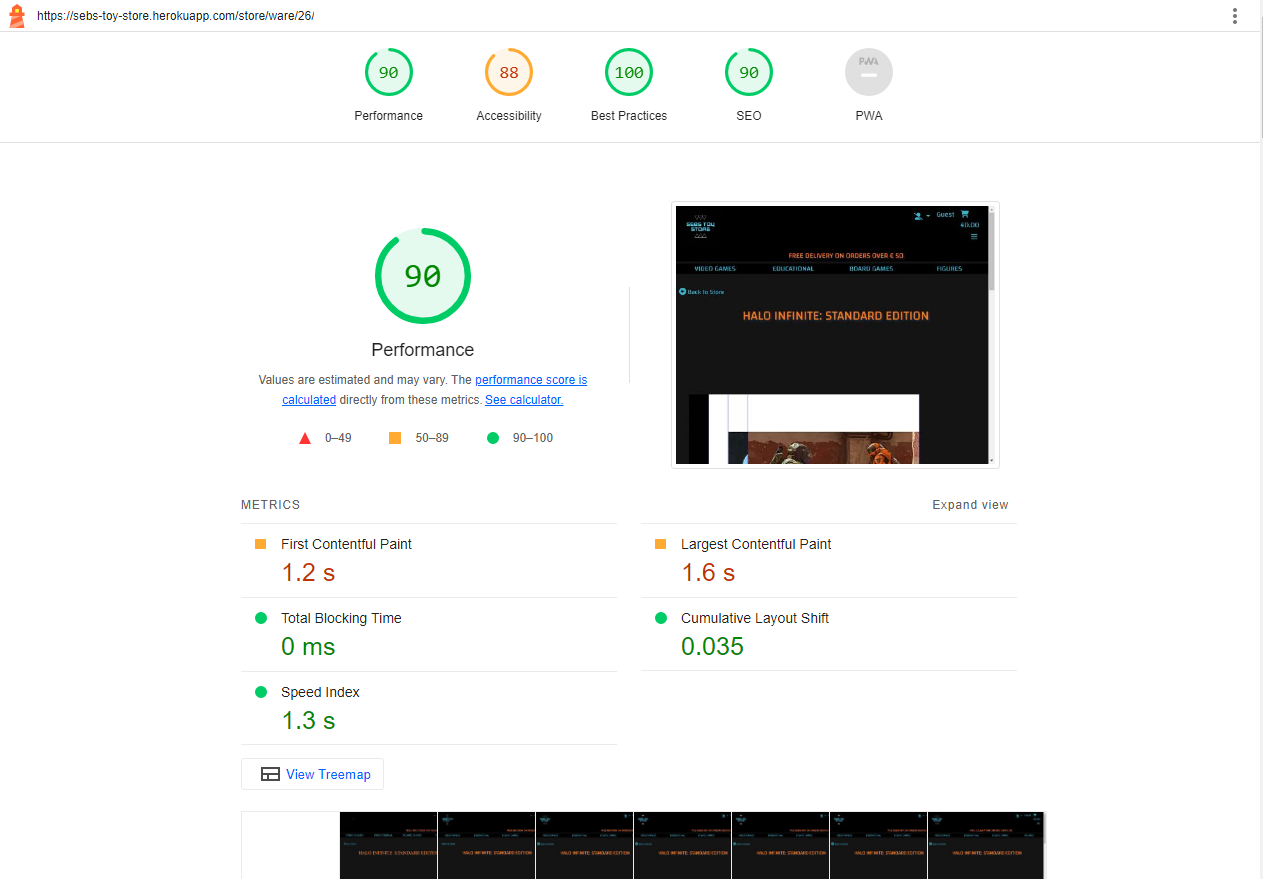 https://sebs-toy-store.herokuapp.com/store/ware/26/
90
88
100
90
PWA
Performance
Accessibility
Best Practices
SEO
PWA
90
Performance
Values are estimated and may vary. The performance score is
calculated directly from these metrics. See calculator.
0–49
50–89
90–100
SEBS TOY
STORE
Guest
€0.00
FREE DELIVERY ON ORDERS OVER € 50
VIDEO GAMES
EDUCATIONAL
BOARD GAMES
FIGURES
Back to Store
HALO INFINITE: STANDARD EDITION
METRICS
Expand view
First Contentful Paint
1.2 s
Largest Contentful Paint
1.6 s
Total Blocking Time
0 ms
Cumulative Layout Shift
0.035
Speed Index
1.3 s
View Treemap
HALO INFINITE: STANDARD EDITION
HALO INFINITE: STANDARD EDITION
HALO INFINITE: STANDARD EDITION
HALO INFINITE: STANDARD EDITION
HALO INFINITE: STANDARD EDITION
HALO INFINITE: STANDARD EDITION
HALO INFINITE: STANDARD EDITION